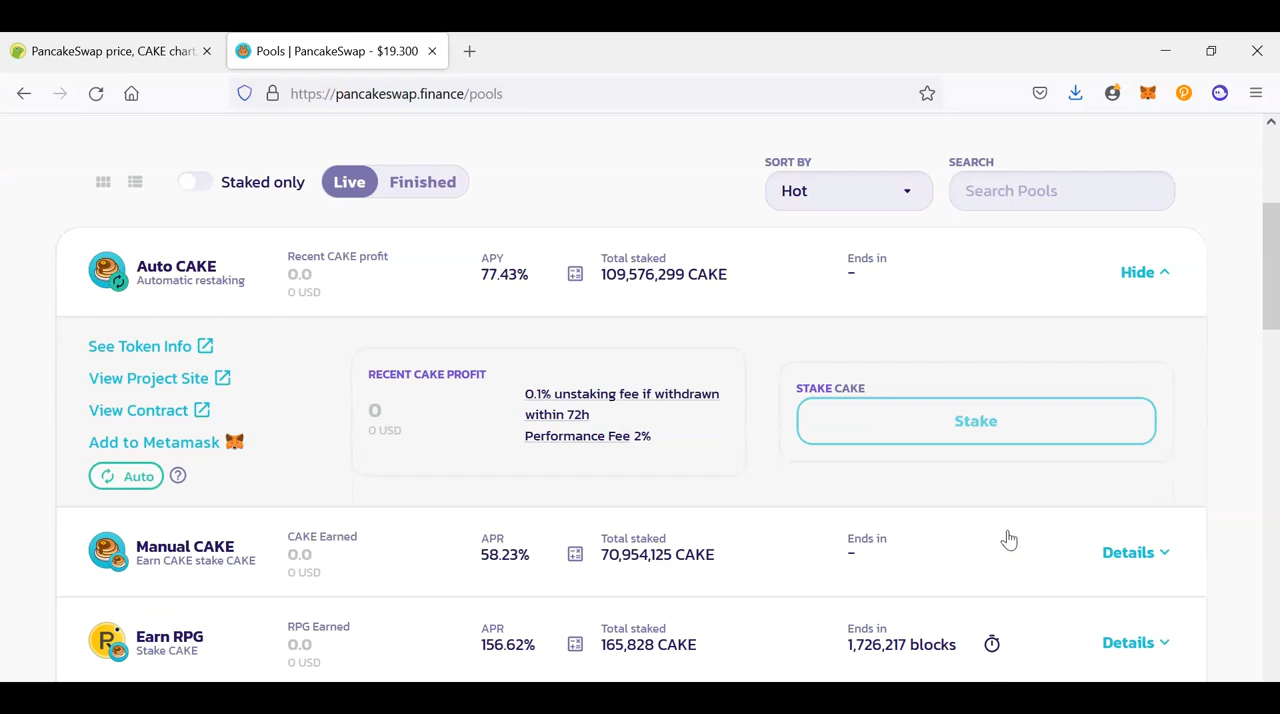 PancakeSwap price, CAKE chart
Pools | PancakeSwap - $19.300
https://pancakeswap.finance/pools
Staked only
Live
Finished
SORT BY
Hot
SEARCH
Search Pools
Auto CAKE
Automatic restaking
Recent CAKE profit
0.0
0 USD
APY
77.43%
Total staked
109,576,299 CAKE
Ends in
-
Hide
See Token Info
View Project Site
View Contract
Add to Metamask
Auto
RECENT CAKE PROFIT
0
0 USD
0.1% unstaking fee if withdrawn
within 72h
Performance Fee 2%
STAKE CAKE
Stake
Manual CAKE
Earn CAKE stake CAKE
CAKE Earned
0.0
0 USD
APR
58.23%
Total staked
70,954,125 CAKE
Ends in
-
Details
Earn RPG
Stake CAKE
RPG Earned
0.0
0 USD
APR
156.62%
Total staked
165,828 CAKE
Ends in
1,726,217 blocks
Details